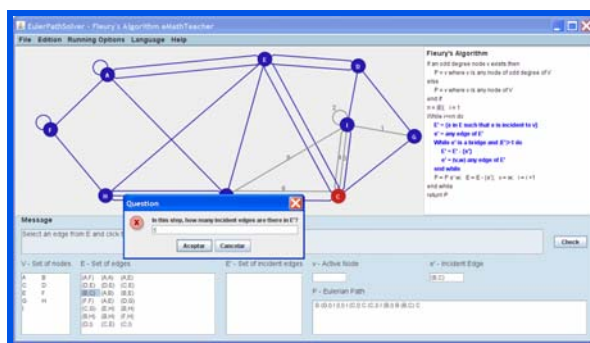 EulerPathSolver - Fleury's Algorithm eMathTeacher
File Edition Running Options Language Help
A
E
D
F
I
G
H
C
2
1
Fleury's Algorithm
If an odd degree node v exists then
P = v where v is any node of odd degree of V
else
P = v where v is any node of V
end if
n = |E|; i = 1
While i<=n do
E' = {e in E such that e is incident to v}
e' = any edge of E'
While e' is a bridge and |E'|>1 do
E' = E' - {e'}
e' = (v,w) any edge of E'
end while
end while
return P
Question
In this step, how many incident edges are there in E'?
Aceptar Cancelar
Message
Select an edge from E and click
Check
V - Set of nodes
E - Set of edges
E' - Set of incident edges
v - Active Node
e' - Incident Edge
A B
C D
E F
G H
I
(A,F) (A,A) (A,E)
(D,E) (D,E) (C,E)
(B,C) (A,B) (B,E)
(F,F) (A,E) (D,G)
(C,G) (E,H) (B,H)
(B,H) (E,H) (F,H)
(B,C)
P - Eulerian Path